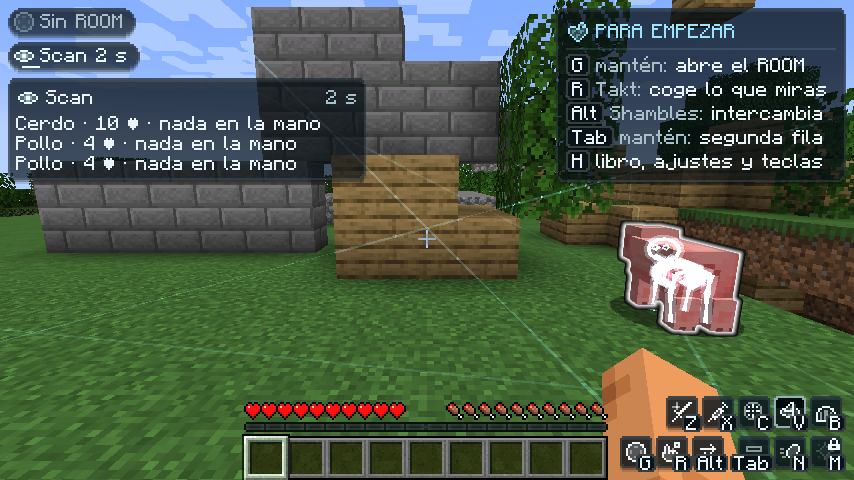 Sin ROOM
Scan 2 s
Scan 2 s
Cerdo · 10 ♥ · nada en la mano
Pollo · 4 ♥ · nada en la mano
Pollo · 4 ♥ · nada en la mano
PARA EMPEZAR
G mantén: abre el ROOM
R Takt: coge lo que miras
Alt Shambles: intercambia
Tab mantén: segunda fila
H libro, ajustes y teclas
Z X C V B
G R Alt Tab N M